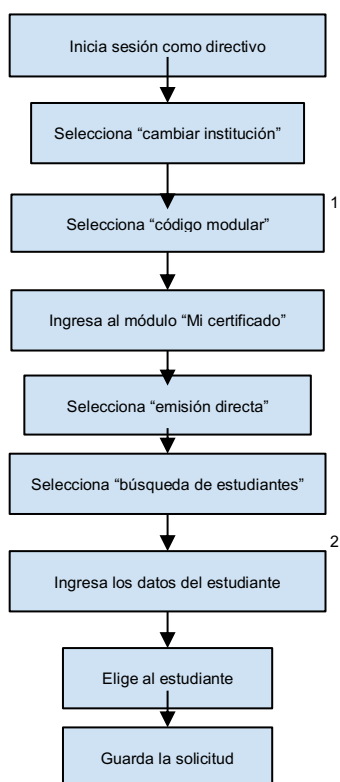 Inicia sesión como directivo
Selecciona “cambiar institución”
1
Selecciona “código modular”
Ingresa al módulo “Mi certificado”
Selecciona “emisión directa”
Selecciona “búsqueda de estudiantes”
2
Ingresa los datos del estudiante
Elige al estudiante
Guarda la solicitud